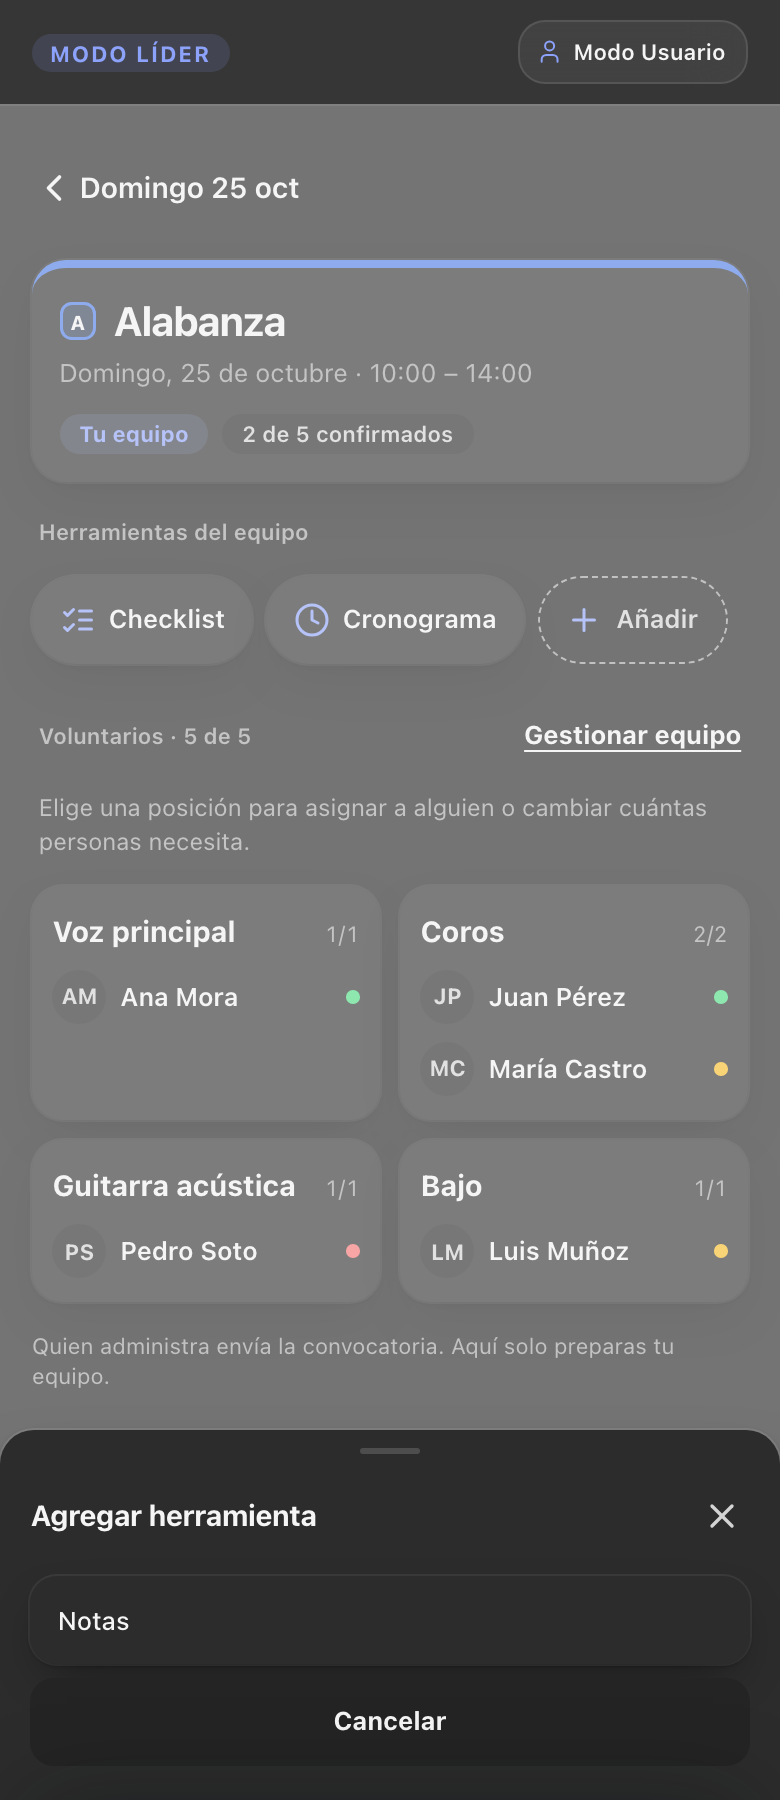 MODO LÍDER
Modo Usuario
Domingo 25 oct
A
Alabanza
Domingo, 25 de octubre · 10:00 – 14:00
Tu equipo
2 de 5 confirmados
Herramientas del equipo
Checklist
Cronograma
Añadir
Voluntarios · 5 de 5
Gestionar equipo
Elige una posición para asignar a alguien o cambiar cuántas
personas necesita.
Voz principal
1/1
AM
Ana Mora
Coros
2/2
JP
Juan Pérez
MC
María Castro
Guitarra acústica
1/1
PS
Pedro Soto
Bajo
1/1
LM
Luis Muñoz
Quien administra envía la convocatoria. Aquí solo preparas tu
equipo.
Agregar herramienta
Notas
Cancelar